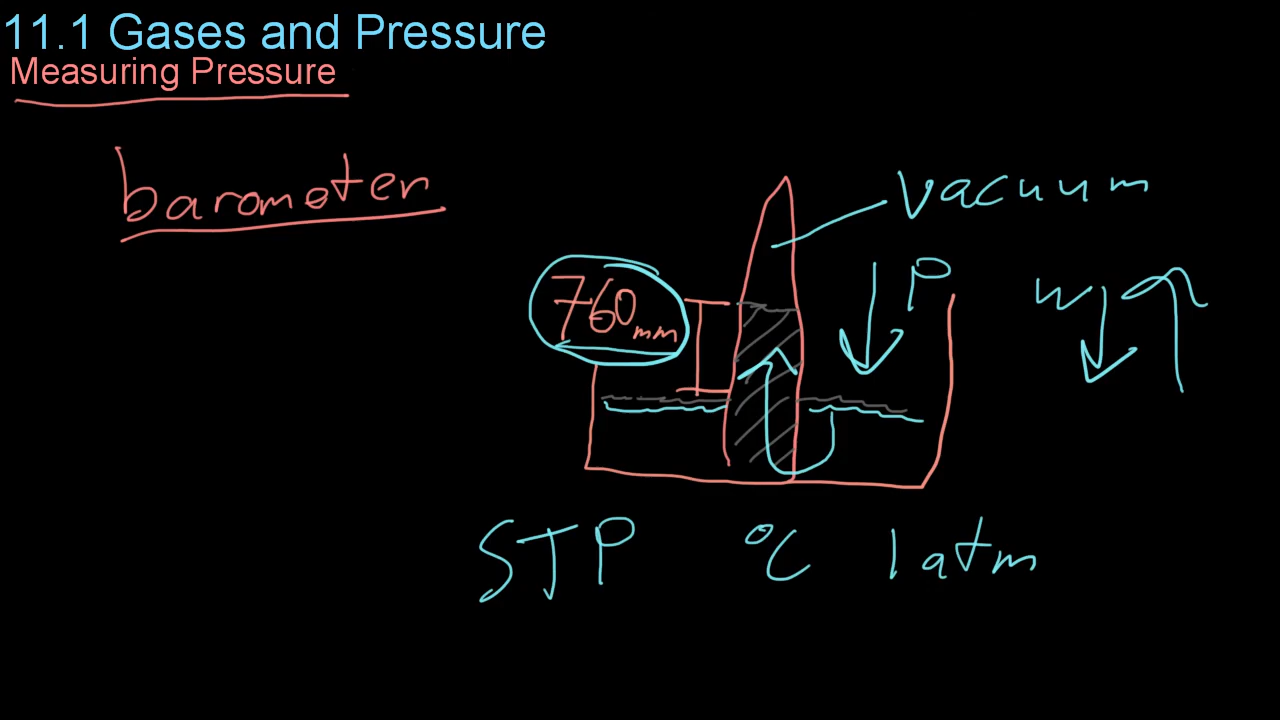 11.1 Gases and Pressure
Measuring Pressure
barometer
vacuum
760mm
P
W
STP °C 1atm